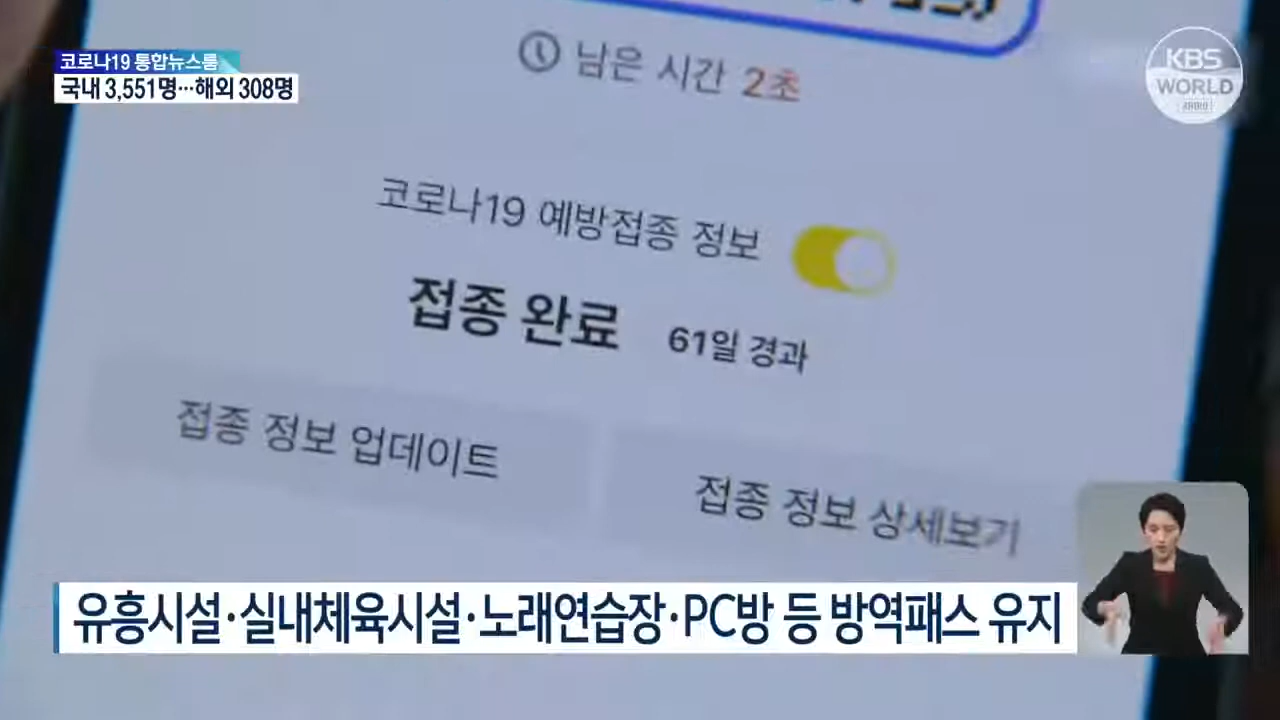 코로나19 통합뉴스룸
국내 3,551명…해외 308명
KBS
WORLD
남은 시간 2초
코로나19 예방접종 정보
접종 완료 61일 경과
접종 정보 업데이트
접종 정보 상세보기
유흥시설·실내체육시설·노래연습장·PC방 등 방역패스 유지